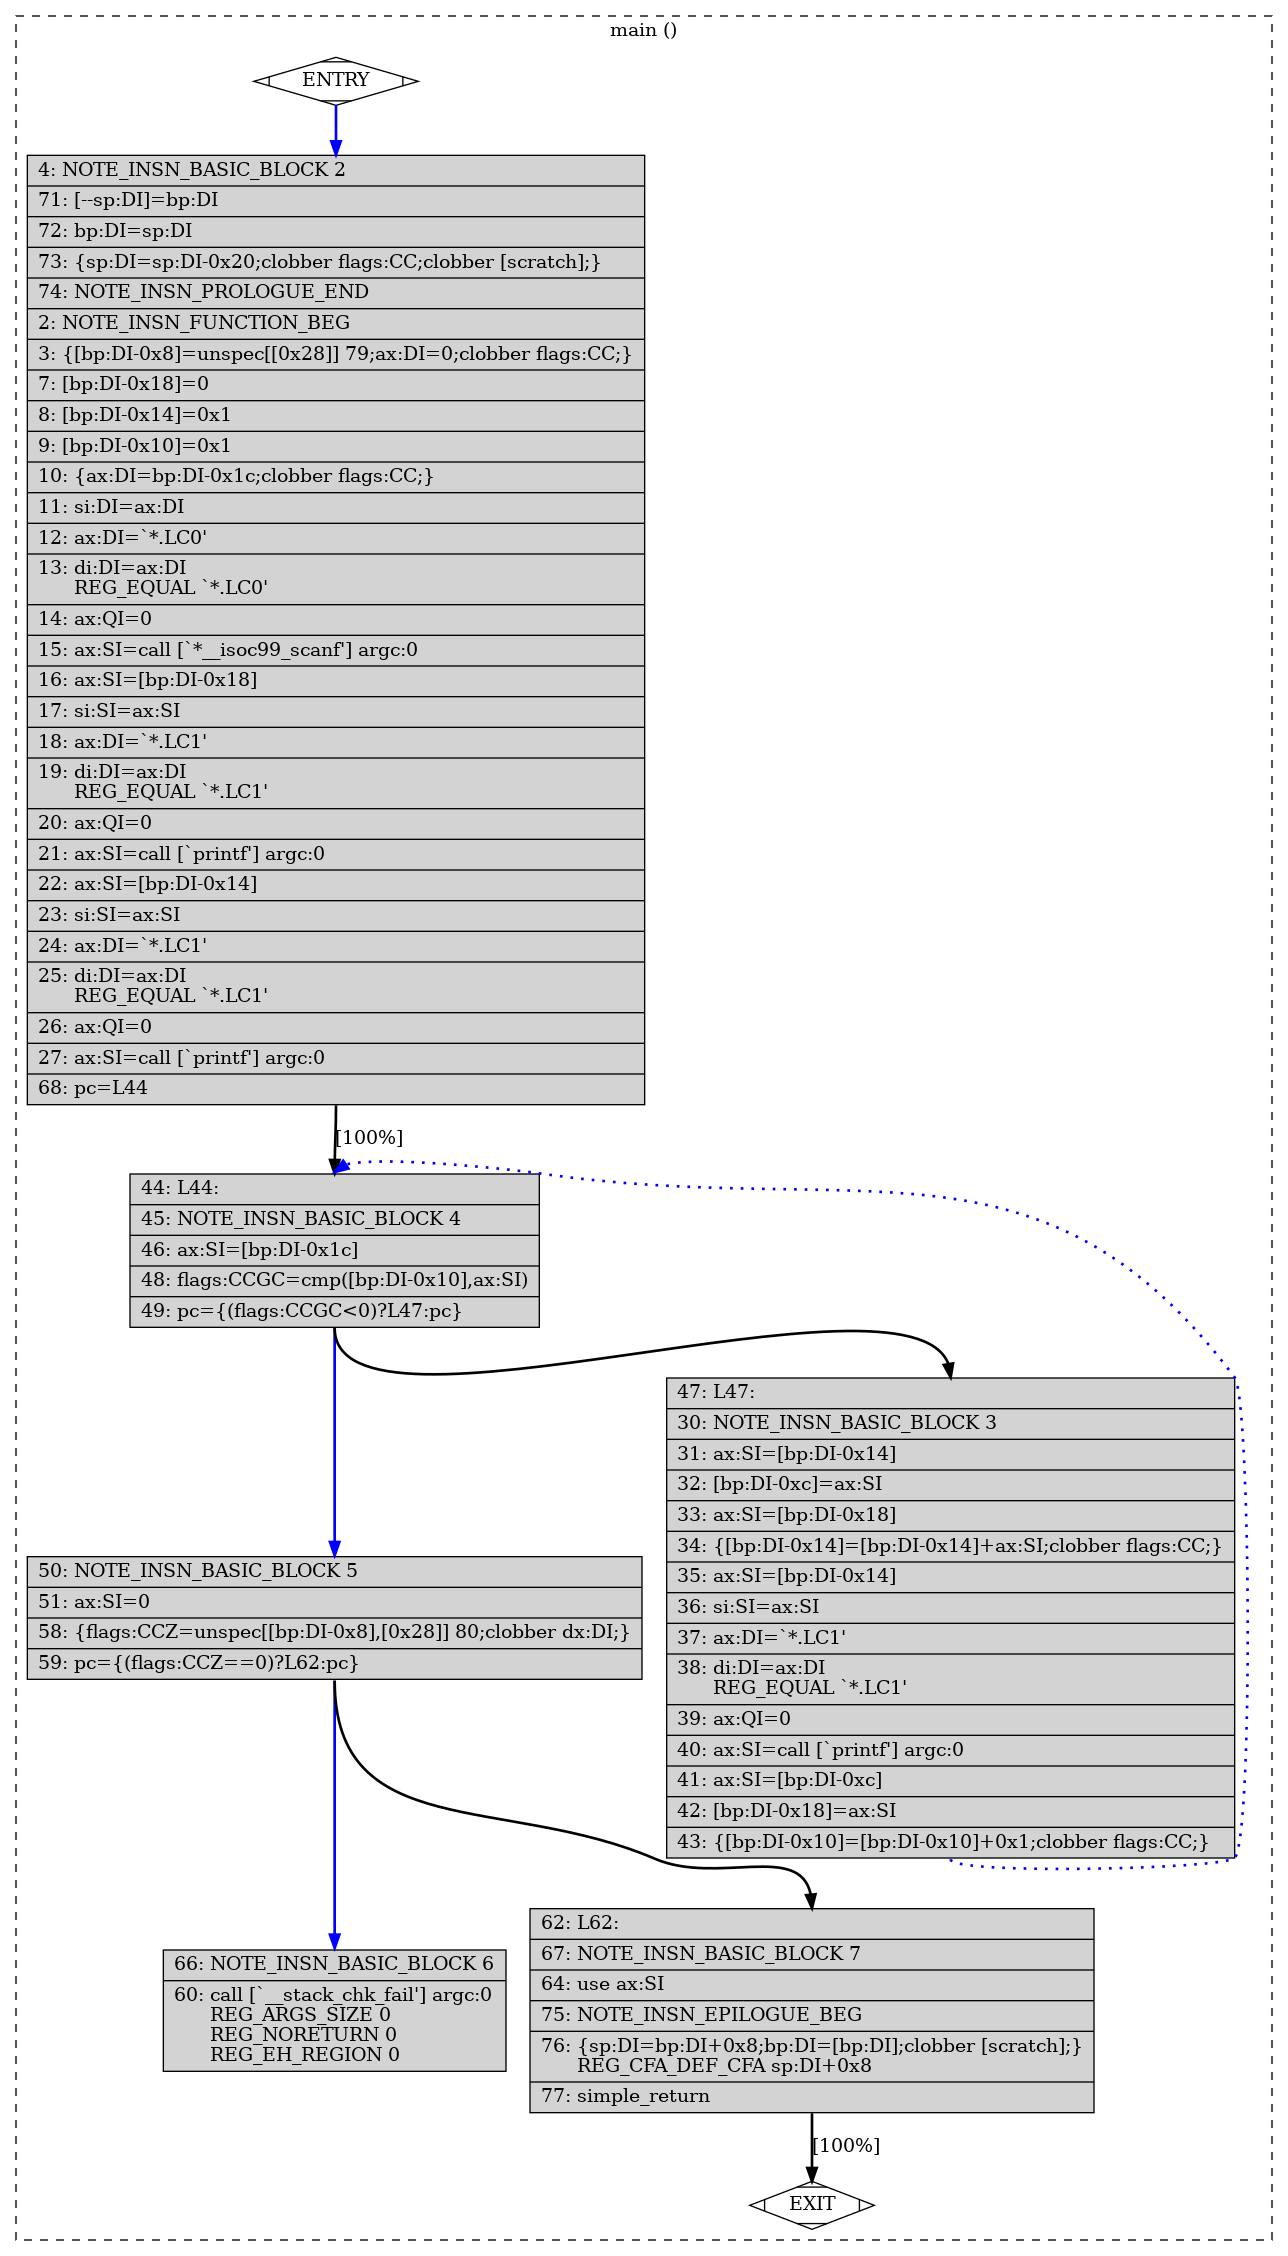 main ()
ENTRY
4: NOTE_INSN_BASIC_BLOCK 2
71: [--sp:DI]=bp:DI
72: bp:DI=sp:DI
73: {sp:DI=sp:DI-0x20;clobber flags:CC;clobber [scratch];}
74: NOTE_INSN_PROLOGUE_END
2: NOTE_INSN_FUNCTION_BEG
3: {[bp:DI-0x8]=unspec[[0x28]] 79;ax:DI=0;clobber flags:CC;}
7: [bp:DI-0x18]=0
8: [bp:DI-0x14]=0x1
9: [bp:DI-0x10]=0x1
10: {ax:DI=bp:DI-0x1c;clobber flags:CC;}
11: si:DI=ax:DI
12: ax:DI=`*.LC0'
13: di:DI=ax:DI
REG_EQUAL `*.LC0'
14: ax:QI=0
15: ax:SI=call [`*__isoc99_scanf'] argc:0
16: ax:SI=[bp:DI-0x18]
17: si:SI=ax:SI
18: ax:DI=`*.LC1'
19: di:DI=ax:DI
REG_EQUAL `*.LC1'
20: ax:QI=0
21: ax:SI=call [`printf'] argc:0
22: ax:SI=[bp:DI-0x14]
23: si:SI=ax:SI
24: ax:DI=`*.LC1'
25: di:DI=ax:DI
REG_EQUAL `*.LC1'
26: ax:QI=0
27: ax:SI=call [`printf'] argc:0
68: pc=L44
[100%]
44: L44:
45: NOTE_INSN_BASIC_BLOCK 4
46: ax:SI=[bp:DI-0x1c]
48: flags:CCGC=cmp([bp:DI-0x10],ax:SI)
49: pc={(flags:CCGC<0)?L47:pc}
47: L47:
30: NOTE_INSN_BASIC_BLOCK 3
31: ax:SI=[bp:DI-0x14]
32: [bp:DI-0xc]=ax:SI
33: ax:SI=[bp:DI-0x18]
34: {[bp:DI-0x14]=[bp:DI-0x14]+ax:SI;clobber flags:CC;}
35: ax:SI=[bp:DI-0x14]
36: si:SI=ax:SI
37: ax:DI=`*.LC1'
38: di:DI=ax:DI
REG_EQUAL `*.LC1'
39: ax:QI=0
40: ax:SI=call [`printf'] argc:0
41: ax:SI=[bp:DI-0xc]
42: [bp:DI-0x18]=ax:SI
43: {[bp:DI-0x10]=[bp:DI-0x10]+0x1;clobber flags:CC;}
50: NOTE_INSN_BASIC_BLOCK 5
51: ax:SI=0
58: {flags:CCZ=unspec[[bp:DI-0x8],[0x28]] 80;clobber dx:DI;}
59: pc={(flags:CCZ==0)?L62:pc}
66: NOTE_INSN_BASIC_BLOCK 6
60: call [`__stack_chk_fail'] argc:0
REG_ARGS_SIZE 0
REG_NORETURN 0
REG_EH_REGION 0
62: L62:
67: NOTE_INSN_BASIC_BLOCK 7
64: use ax:SI
75: NOTE_INSN_EPILOGUE_BEG
76: {sp:DI=bp:DI+0x8;bp:DI=[bp:DI];clobber [scratch];}
REG_CFA_DEF_CFA sp:DI+0x8
77: simple_return
[100%]
EXIT